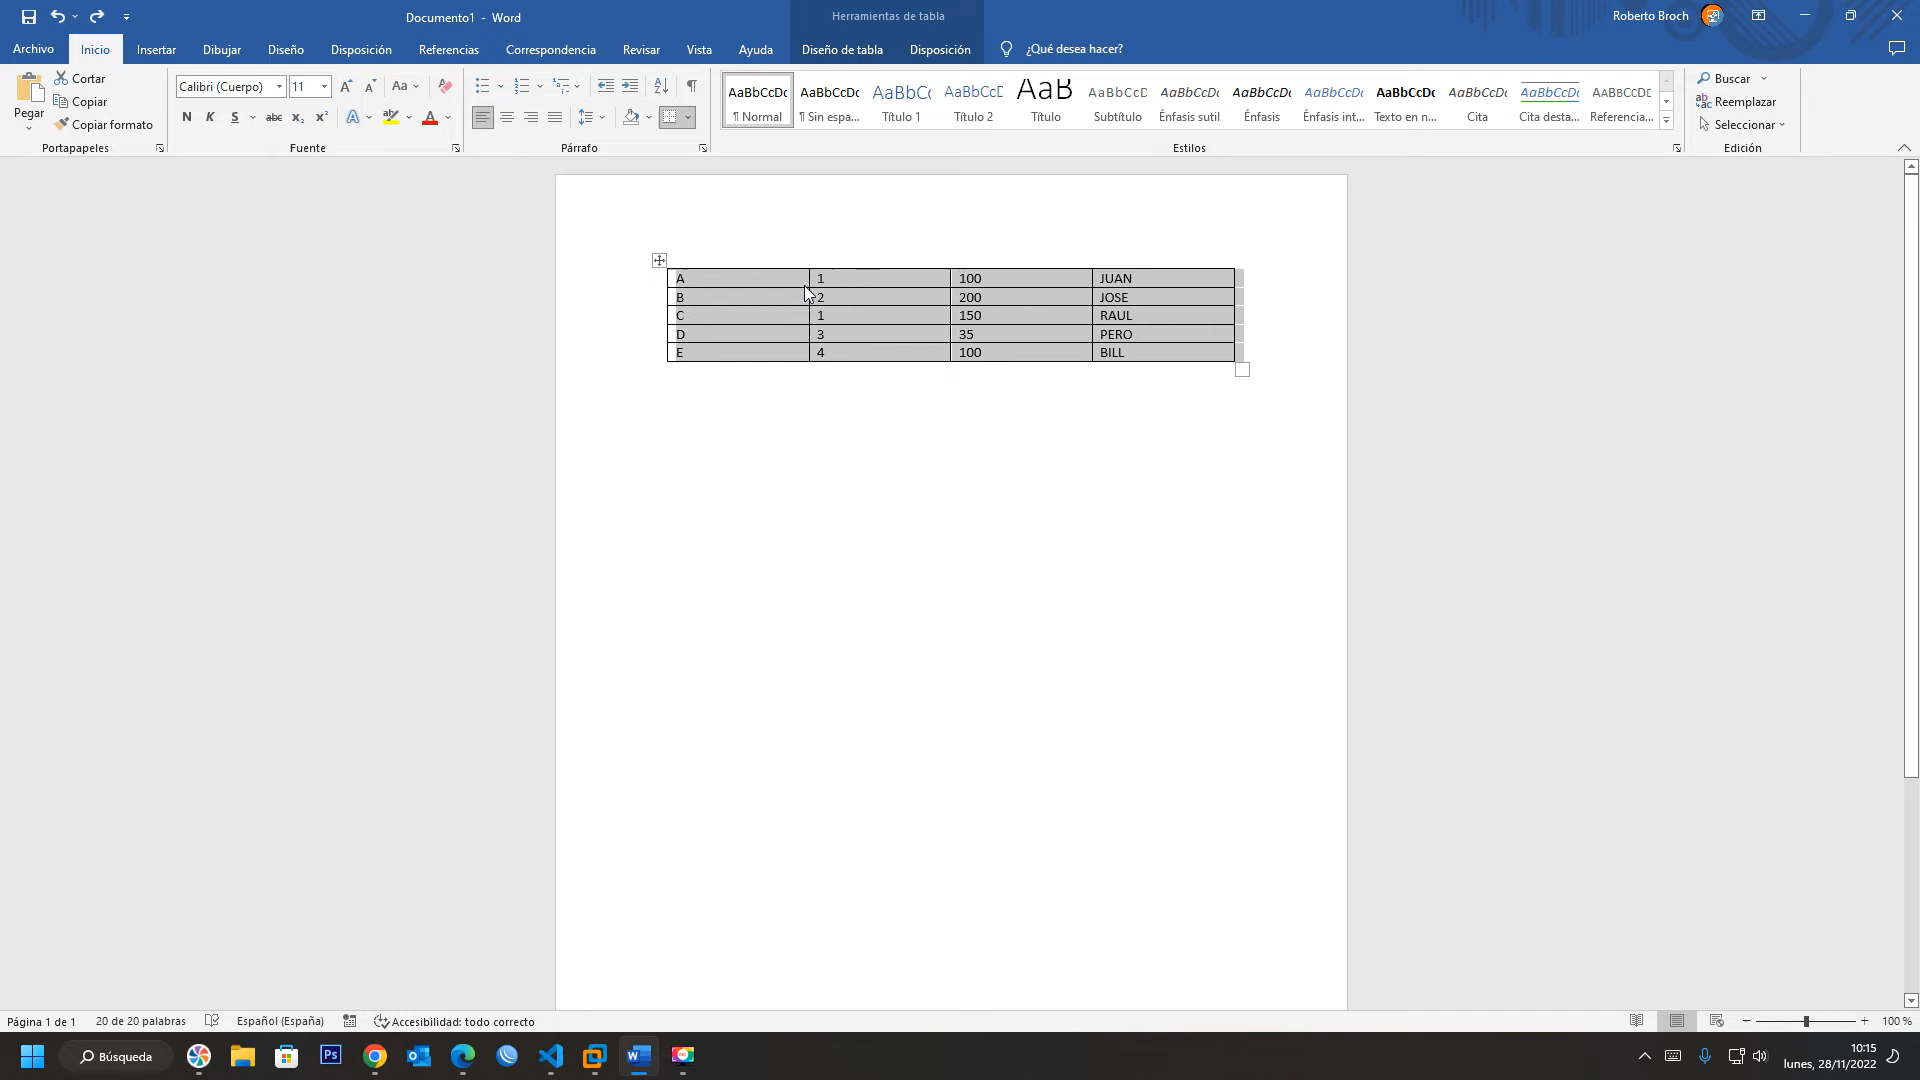 Documento1 - Word
Herramientas de tabla
Roberto Broch
Archivo Inicio Insertar Dibujar Diseño Disposición Referencias Correspondencia Revisar Vista Ayuda Diseño de tabla Disposición ¿Qué desea hacer?
Pegar
Cortar
Copiar
Copiar formato
Portapapeles
Calibri (Cuerpo) 11
Aa
N K S abc x₂ x² A A
Fuente
Párrafo
AaBbCcDc AaBbCcDc AaBbCc AaBbCcE AaB AaBbCcD AaBbCcDc AaBbCcDc AaBbCcDc AaBbCcDc AaBbCcDc AaBbCcDc AABBCCDE
¶ Normal ¶ Sin espa... Título 1 Título 2 Título Subtítulo Énfasis sutil Énfasis Énfasis int... Texto en n... Cita Cita desta... Referencia...
Estilos
Buscar
Reemplazar
Seleccionar
Edición
A 1 100 JUAN
B 2 200 JOSE
C 1 150 RAUL
D 3 35 PERO
E 4 100 BILL
Página 1 de 1 20 de 20 palabras Español (España) Accesibilidad: todo correcto 100 %
Búsqueda
Ps
10:15
lunes, 28/11/2022